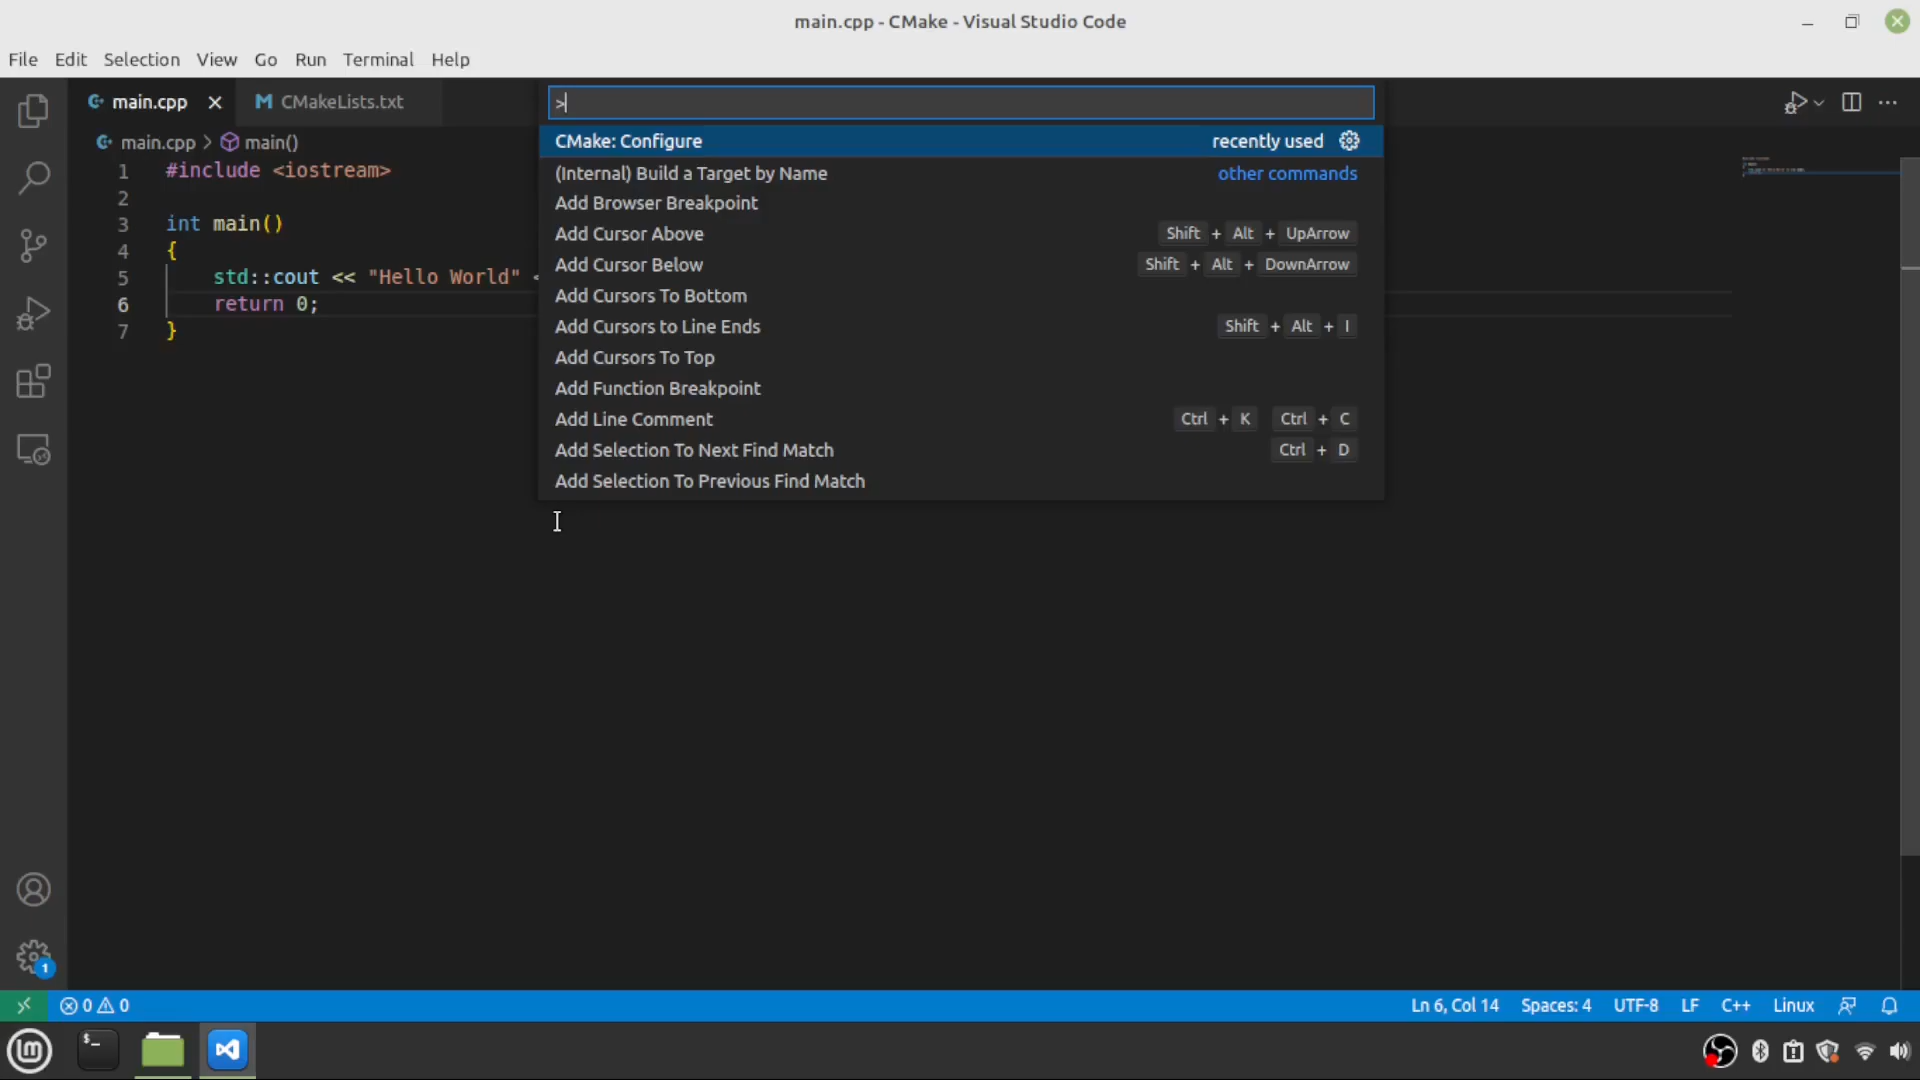 main.cpp - CMake - Visual Studio Code
File Edit Selection View Go Run Terminal Help
main.cpp CMakeLists.txt
>
main.cpp > main()
CMake: Configure recently used
(Internal) Build a Target by Name other commands
Add Browser Breakpoint
Add Cursor Above Shift + Alt + UpArrow
Add Cursor Below Shift + Alt + DownArrow
Add Cursors To Bottom
Add Cursors to Line Ends Shift + Alt + I
Add Cursors To Top
Add Function Breakpoint
Add Line Comment Ctrl + K Ctrl + C
Add Selection To Next Find Match Ctrl + D
Add Selection To Previous Find Match
1 #include <iostream>
2
3 int main()
4 {
5 std::cout << "Hello World" <
6 return 0;
7 }
1
0 0 Ln 6, Col 14 Spaces: 4 UTF-8 LF C++ Linux